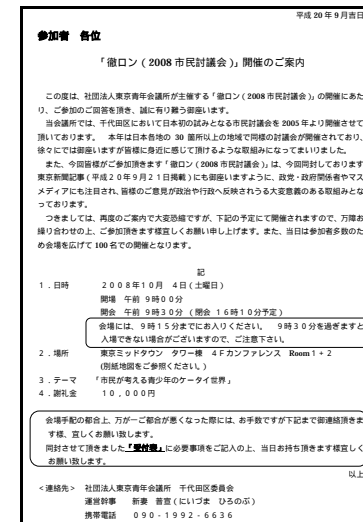 平成20年9月吉日
参加者 各位
「徹ロン(2008市民討議会)」開催のご案内
この度は、社団法人東京青年会議所が主催する「徹ロン(2008市民討議会)」の開催にあた
り、ご参加のご回答を頂き、誠に有り難う御座います。
当会議所では、千代田区において日本初の試みとなる市民討議会を2005年より開催させて
頂いております。 本年は日本各地の30箇所以上の地域で同様の討議会が開催されており、
徐々にでは御座いますが皆様に身近に感じて頂けるような取組みになってまいりました。
また、今回皆様がご参加頂きます「徹ロン(2008市民討議会)」は、今回同封しております
東京新聞記事(平成20年9月21日掲載)にも御座いますように、政党・政府関係者やマス
メディアにも注目され、皆様のご意見が政治や行政へ反映されうる大変意義のある取組みとな
っております。
つきましては、再度のご案内で大変恐縮ですが、下記の予定にて開催されますので、万障お
繰り合わせの上、ご参加頂きます様宜しくお願い申し上げます。また、当日は参加者多数のた
め会場を広げて100名での開催となります。
記
1.日時 2008年10月 4日(土曜日)
開場 午前 9時00分
開会 午前 9時30分(閉会 16時10分予定)
会場には、9時15分までにお入りください。 9時30分を過ぎますと
入場できない場合がございますので、ご注意下さい。
2.場所 東京ミッドタウン タワー棟 4Fカンファレンス Room1+2
(別紙地図をご参照ください。)
3.テーマ 「市民が考える青少年のケータイ世界」
4.謝礼金 10,000円
会場手配の都合上、万が一ご都合が悪くなった際には、お手数ですが下記まで御連絡頂きま
す様、宜しくお願い致します。
同封させて頂きました「受付表」に必要事項をご記入の上、当日お持ち頂きます様宜しく
お願い致します。
以上
<連絡先> 社団法人東京青年会議所 千代田区委員会
運営幹事 新妻 普宣(にいづま ひろのぶ)
携帯電話 090-1992-6636